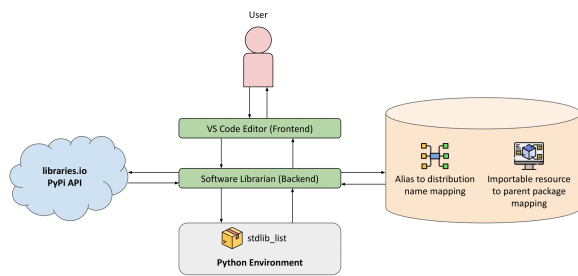 User
VS Code Editor (Frontend)
libraries.io
PyPi API
Software Librarian (Backend)
Alias to distribution
name mapping
Importable resource
to parent package
mapping
stdlib_list
Python Environment